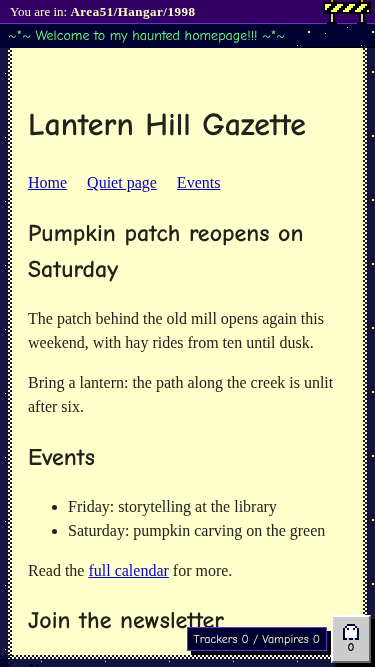 You are in: Area51/Hangar/1998
~*~ Welcome to my haunted homepage!!! ~*~
Lantern Hill Gazette
Home Quiet page Events
Pumpkin patch reopens on
Saturday
The patch behind the old mill opens again this
weekend, with hay rides from ten until dusk.
Bring a lantern: the path along the creek is unlit
after six.
Events
Friday: storytelling at the library
Saturday: pumpkin carving on the green
Read the full calendar for more.
Join the newsletter
Trackers 0 / Vampires 0
0